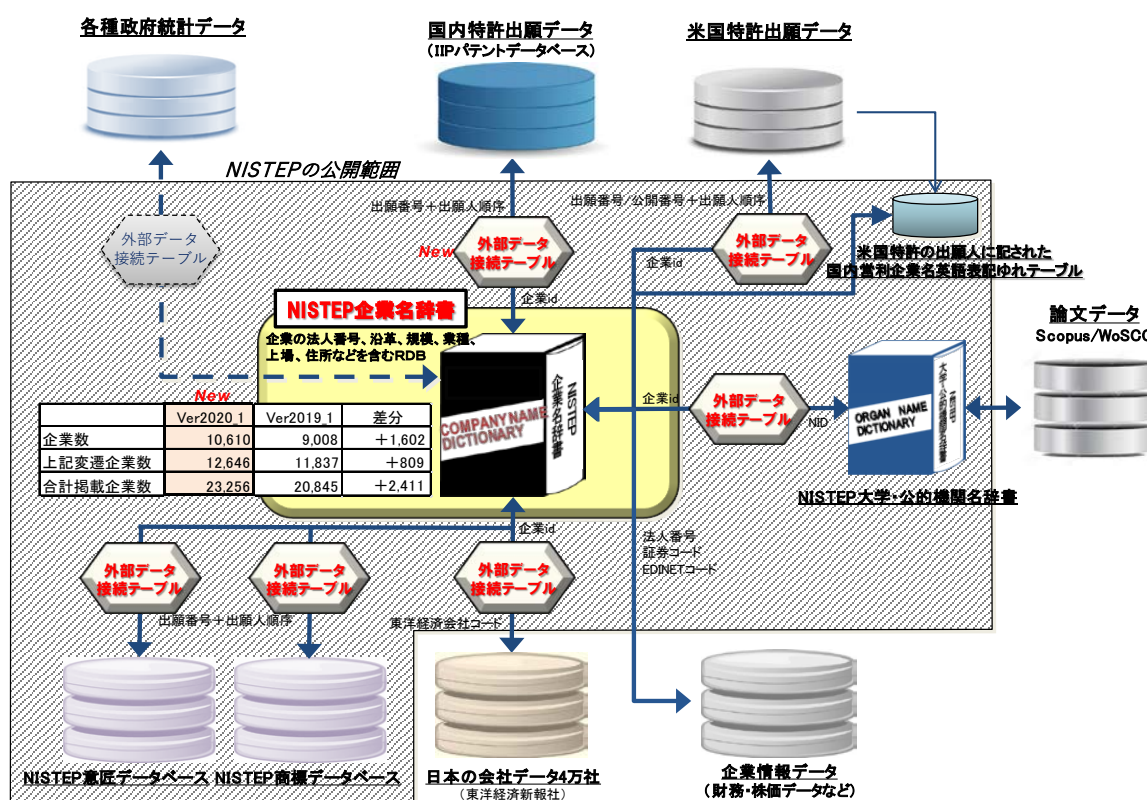 各種政府統計データ
国内特許出願データ
(IIPパテントデータベース)
米国特許出願データ
NISTEPの公開範囲
出願番号+出願人順序
出願番号/公開番号+出願人順序
外部データ
接続テーブル
New
外部データ
接続テーブル
外部データ
接続テーブル
企業id
企業id
米国特許の出願人に記された
国内営利企業名英語表記ゆれテーブル
NISTEP企業名辞書
企業の法人番号、沿革、規模、業種、
上場、住所などを含むRDB
論文データ
Scopus/WoSCC
New
Ver2020_1 Ver2019_1 差分
企業数 10,610 9,008 +1,602
上記変遷企業数 12,646 11,837 +809
合計掲載企業数 23,256 20,845 +2,411
COMPANY NAME
DICTIONARY
NISTEP
企業名辞書
企業id
外部データ
接続テーブル
NID
ORGAN NAME
DICTIONARY
NISTEP
大学・公的機関名辞書
NISTEP大学・公的機関名辞書
企業id
法人番号
証券コード
EDINETコード
外部データ
接続テーブル
外部データ
接続テーブル
外部データ
接続テーブル
出願番号+出願人順序
東洋経済会社コード
NISTEP意匠データベース
NISTEP商標データベース
日本の会社データ4万社
(東洋経済新報社)
企業情報データ
(財務・株価データなど)